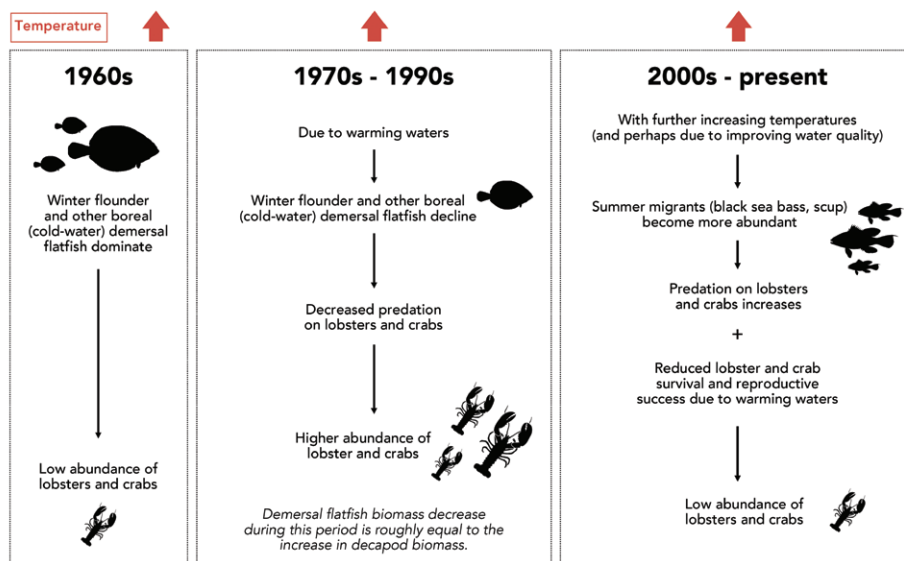 Temperature
1960s
Winter flounder
and other boreal
(cold-water) demersal
flatfish dominate
Low abundance of
lobsters and crabs
1970s - 1990s
Due to warming waters
Winter flounder and other boreal
(cold-water) demersal flatfish decline
Decreased predation
on lobsters and crabs
Higher abundance of
lobster and crabs
Demersal flatfish biomass decrease
during this period is roughly equal to the
increase in decapod biomass.
2000s - present
With further increasing temperatures
(and perhaps due to improving water quality)
Summer migrants (black sea bass, scup)
become more abundant
Predation on lobsters
and crabs increases
+
Reduced lobster and crab
survival and reproductive
success due to warming waters
Low abundance of
lobsters and crabs